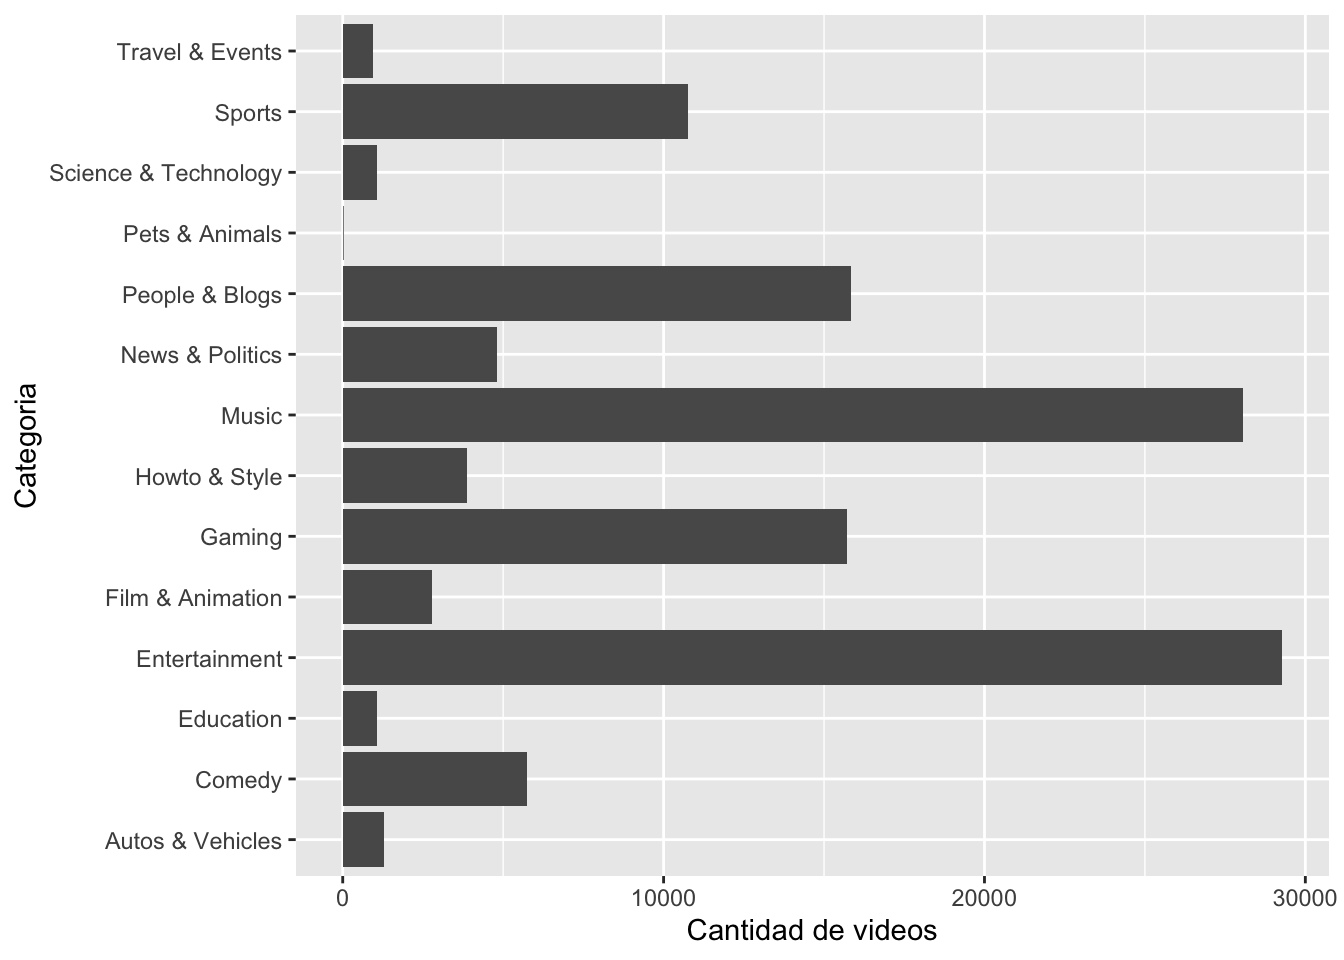 Travel & Events
Sports
Science & Technology
Pets & Animals
People & Blogs
News & Politics
Music
Howto & Style
Gaming
Film & Animation
Entertainment
Education
Comedy
Autos & Vehicles
Categoria
0 10000 20000 30000
Cantidad de videos